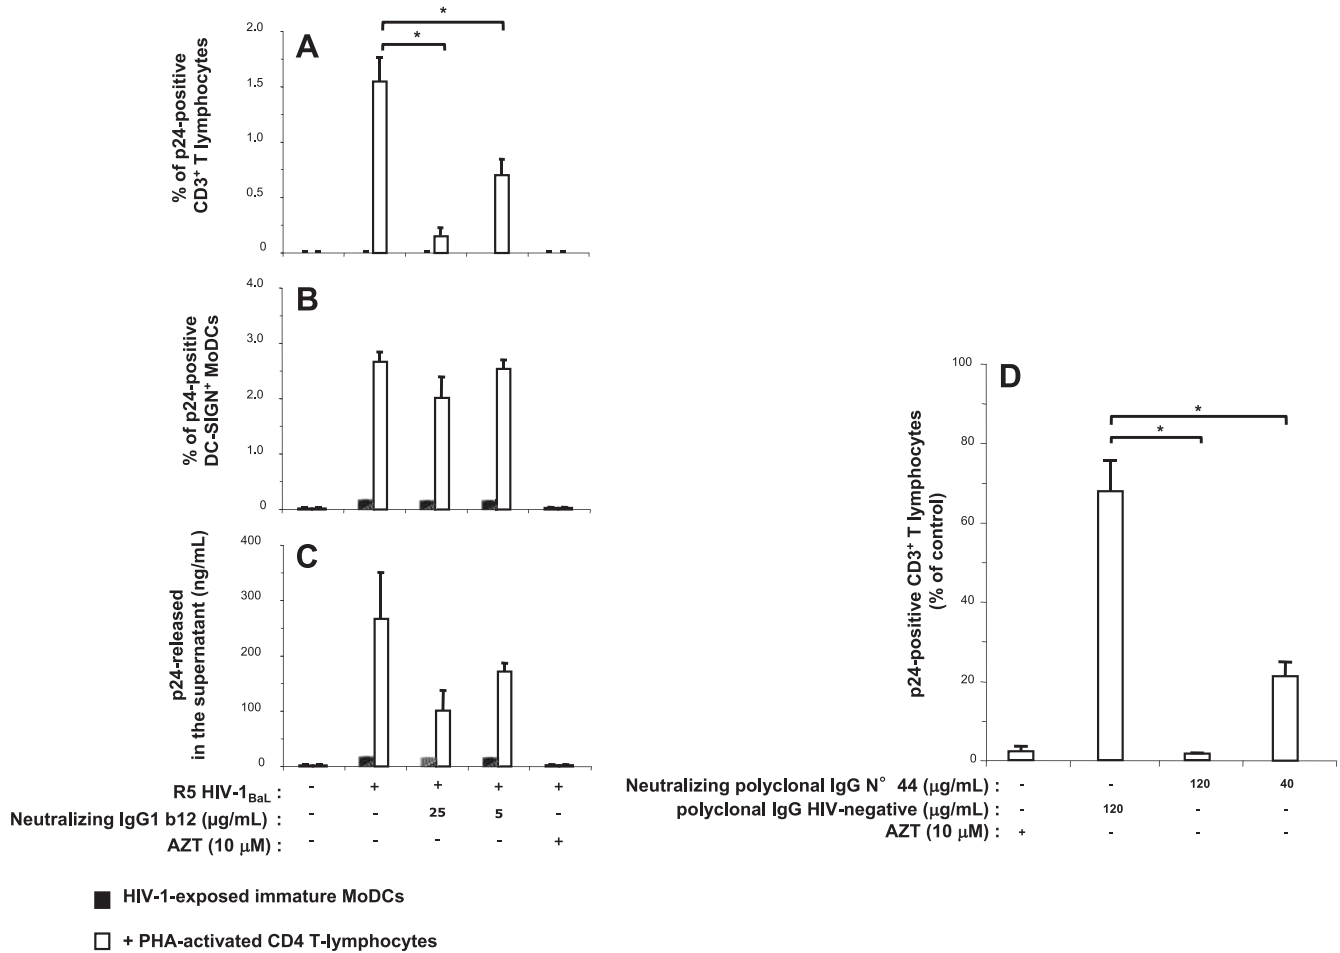 A
% of p24-positive
CD3⁺ T lymphocytes
2.0
1.5
1.0
0.5
0
*
*
B
% of p24-positive
DC-SIGN⁺ MoDCs
4.0
3.0
2.0
1.0
0
C
p24-released
in the supernatant (ng/mL)
400
300
200
100
0
R5 HIV-1BaL : - + + + +
Neutralizing IgG1 b12 (µg/mL) : - - 25 5 -
AZT (10 µM) : - - - - +
HIV-1-exposed immature MoDCs
+ PHA-activated CD4 T-lymphocytes
D
p24-positive CD3⁺ T lymphocytes
(% of control)
100
80
60
40
20
0
*
*
Neutralizing polyclonal IgG N° 44 (µg/mL) : - - 120 40
polyclonal IgG HIV-negative (µg/mL) : - 120 - -
AZT (10 µM) : + - - -